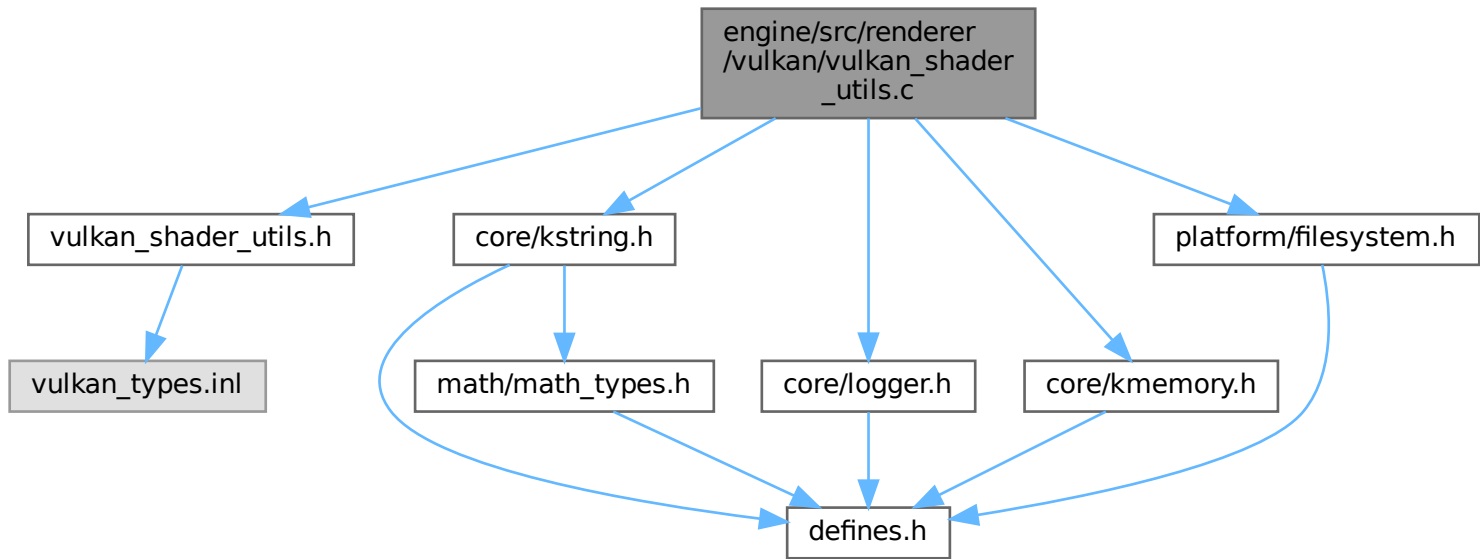 engine/src/renderer
/vulkan/vulkan_shader
_utils.c
vulkan_shader_utils.h
core/kstring.h
platform/filesystem.h
vulkan_types.inl
math/math_types.h
core/logger.h
core/kmemory.h
defines.h